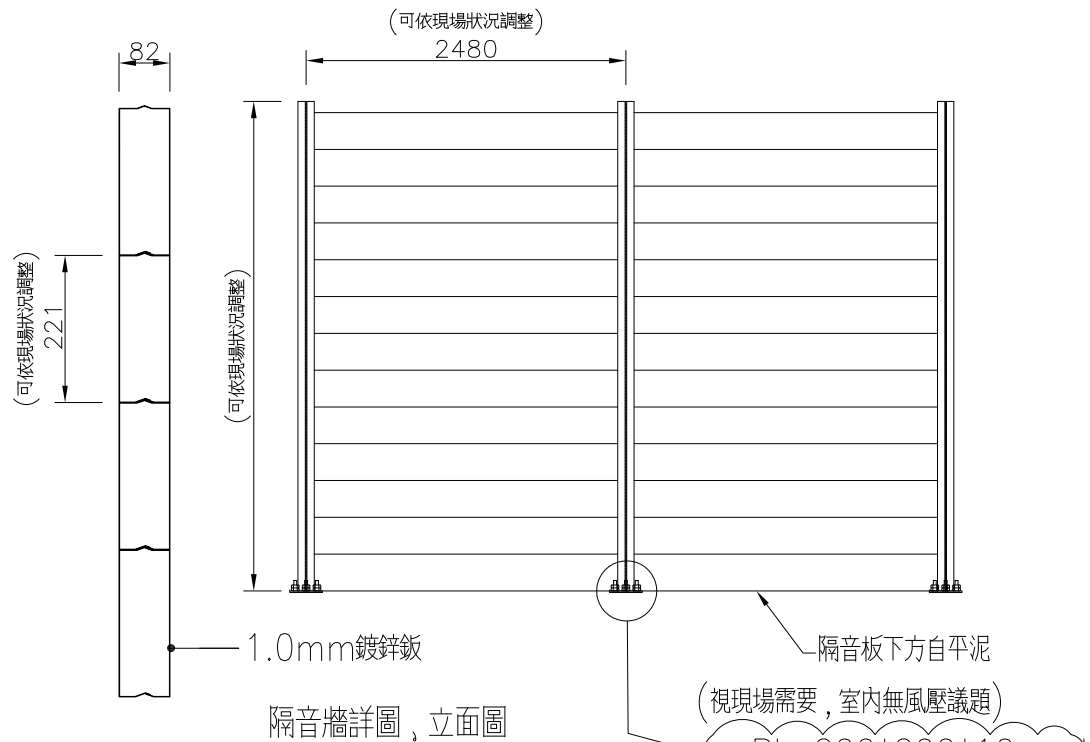 (可依現場狀況調整)
2480
82
(可依現場狀況調整)
221
(可依現場狀況調整)
1.0mm鍍鋅鈑
隔音板下方自平泥
(視現場需要,室內無風壓議題)
隔音牆詳圖,立面圖